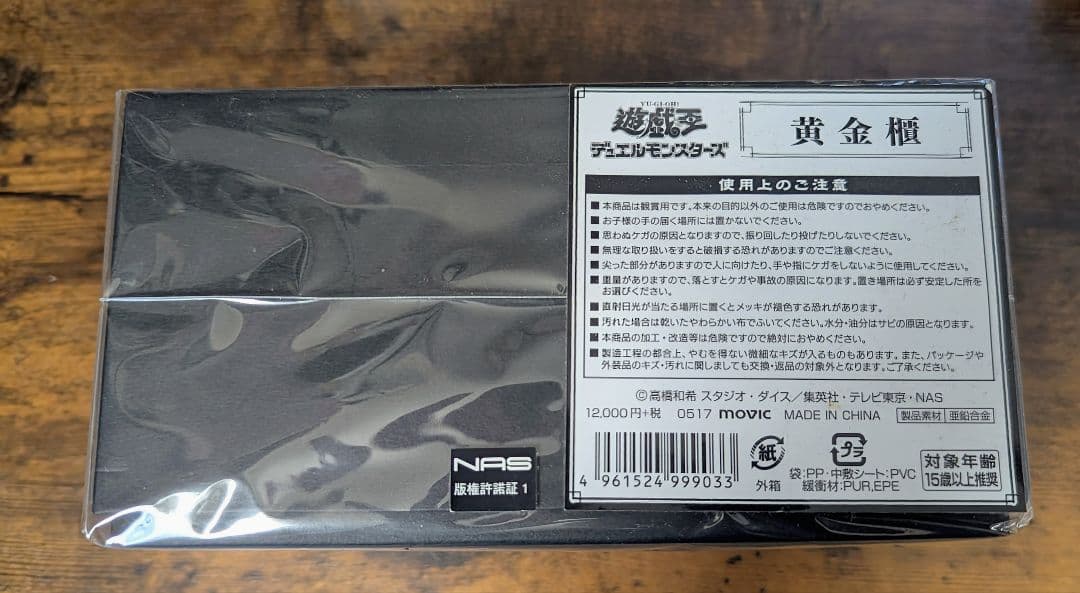 YU-GI-OH!
遊戯王
デュエルモンスターズ
黄金櫃
使用上のご注意
■本商品は観賞用です。本来の目的以外のご使用は危険ですのでおやめください。
■お子様の手の届く場所には置かないでください。
■思わぬケガの原因となりますので、振り回したり投げたりしないでください。
■無理な取り扱いをすると破損する恐れがありますのでご注意ください。
■尖った部分がありますので人に向けたり、手や指にケガをしないように使用してください。
■重量がありますので、落とすとケガや事故の原因になります。置き場所は必ず安定した所を
お選びください。
■直射日光が当たる場所に置くとメッキが褪色する恐れがあります。
■汚れた場合は乾いたやわらかい布でふいてください。水分・油分はサビの原因となります。
■本商品の加工・改造等は危険ですので絶対におやめください。
■製造工程の都合上、やむを得ない微細なキズが入るものもあります。また、パッケージや
外装品のキズ・汚れに関しましても交換・返品の対象外となります。ご了承ください。
©高橋和希 スタジオ・ダイス/集英社・テレビ東京・NAS
12,000円+税 0517 movic MADE IN CHINA 製品素材 亜鉛合金
4 961524 999033
紙
外箱
プラ
袋:PP・中敷シート:PVC
緩衝材:PUR,EPE
対象年齢
15歳以上推奨
NAS
版権許諾証 1